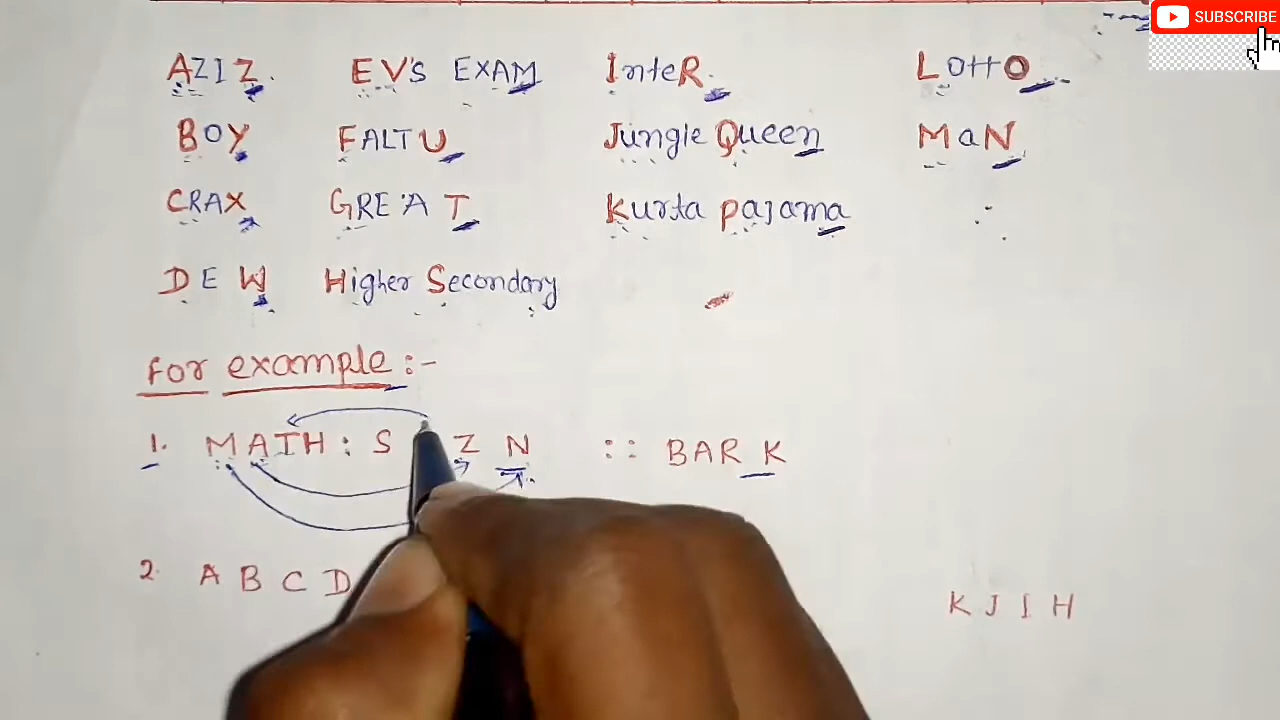 SUBSCRIBE
AZIZ. EV'S EXAM InteR. LOttO
BOY FALTU Jungle Queen MaN
CRAX GREAT Kurta Pajama
DEW Higher Secondary
For example :-
1. MATH : S Z N :: BARK
2. A B C D K J I H